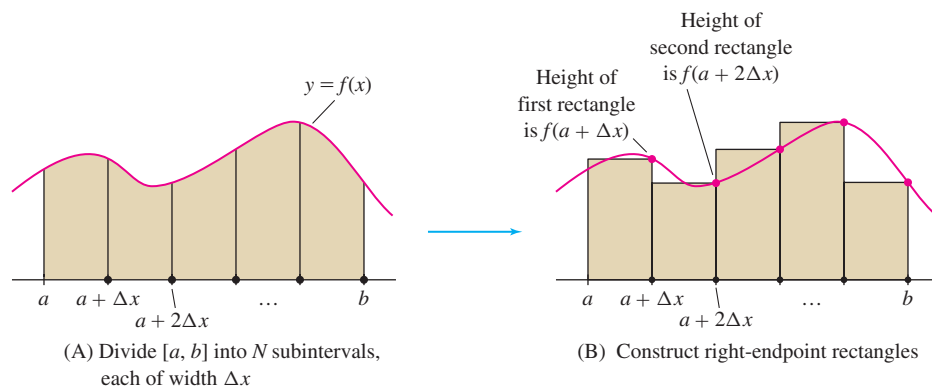 y = f(x)
a
a + Δx
a + 2Δx
...
b
(A) Divide [a, b] into N subintervals,
each of width Δx
Height of
first rectangle
is f(a + Δx)
Height of
second rectangle
is f(a + 2Δx)
a
a + Δx
a + 2Δx
...
b
(B) Construct right-endpoint rectangles